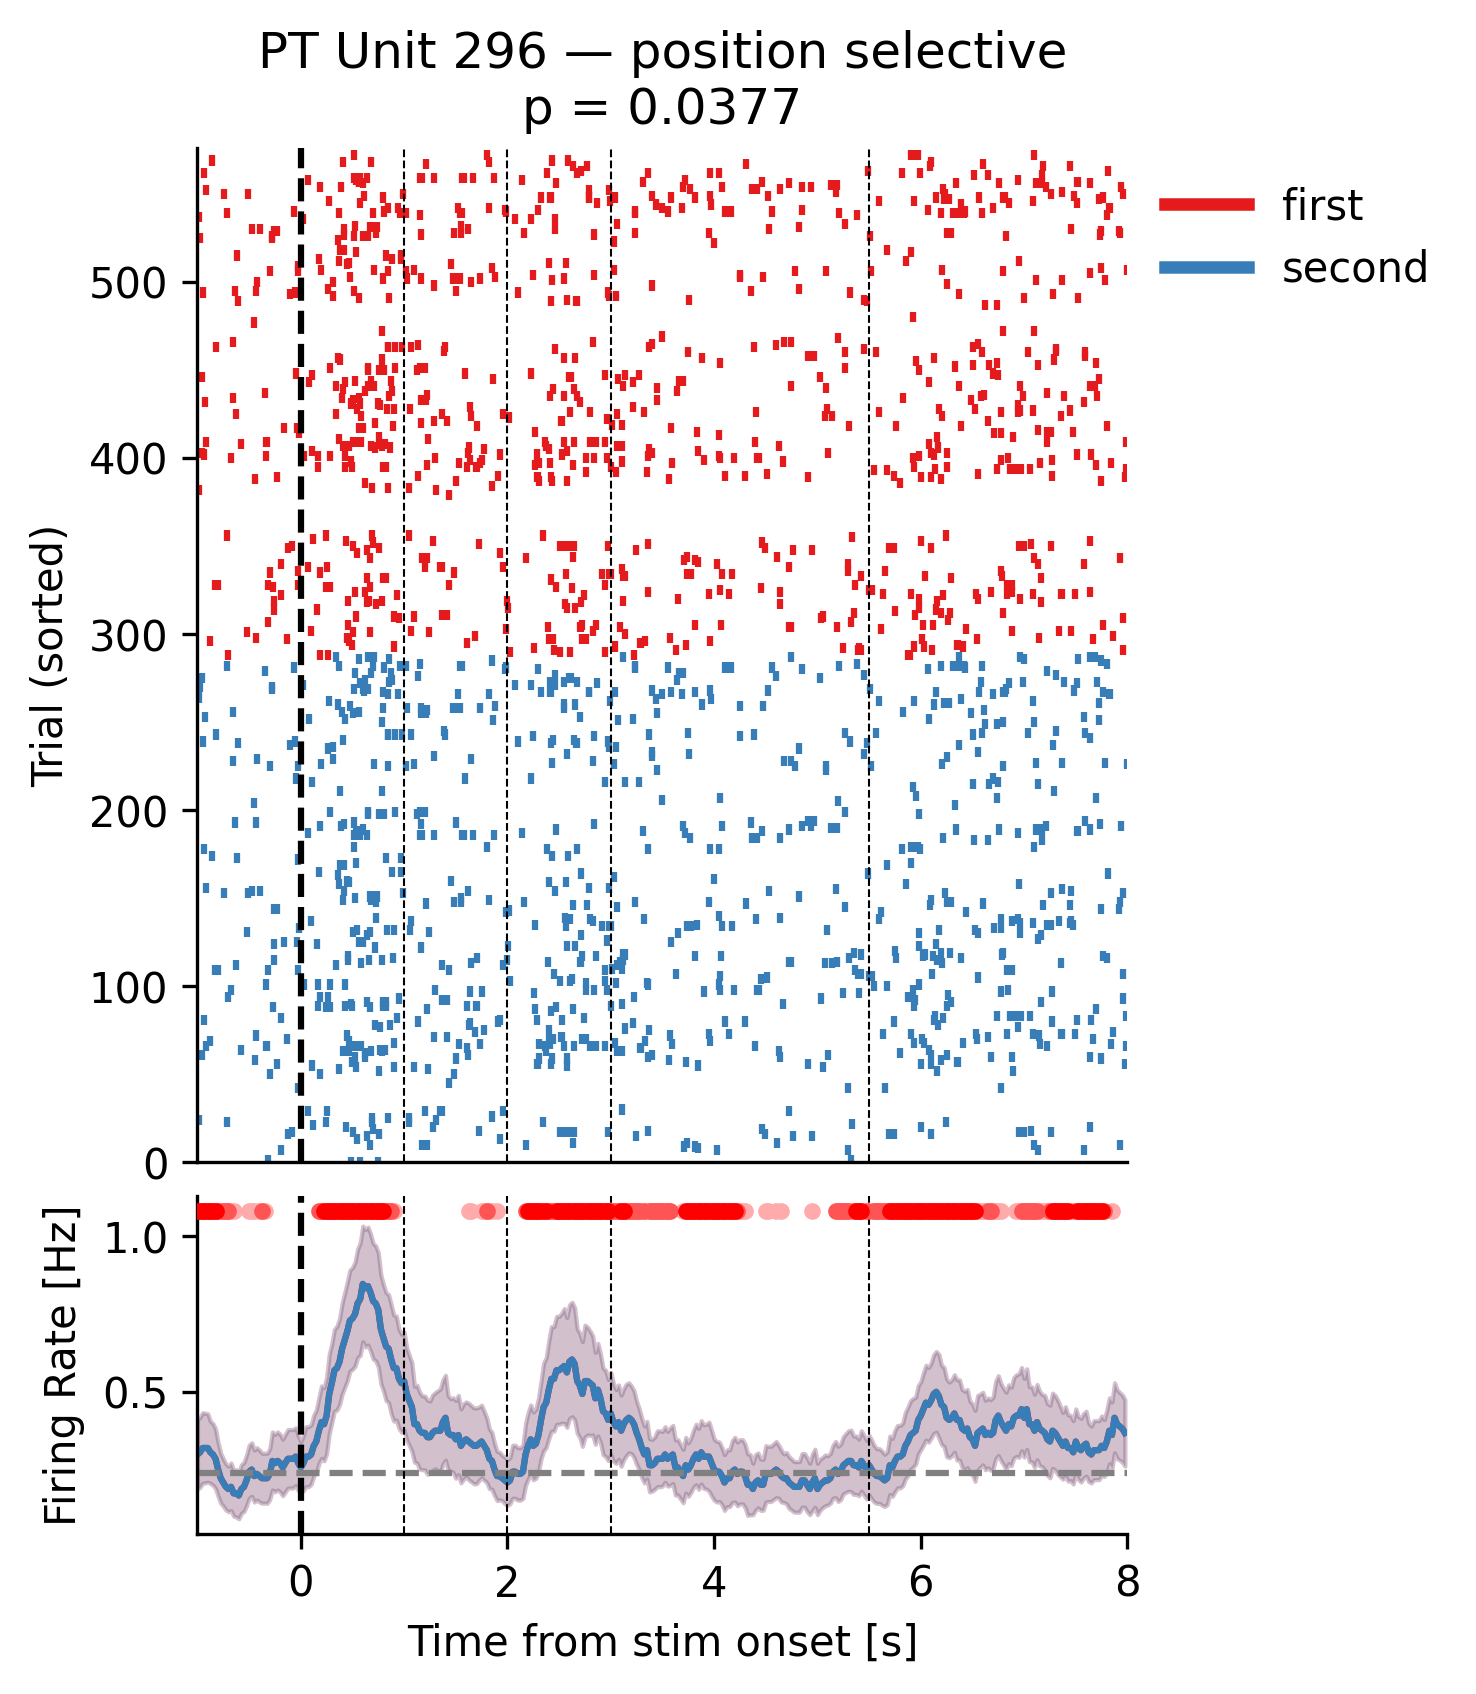 PT Unit 296 — position selective
p = 0.0377
first
second
500
400
300
200
100
0
Trial (sorted)
1.0
0.5
Firing Rate [Hz]
0 2 4 6 8
Time from stim onset [s]